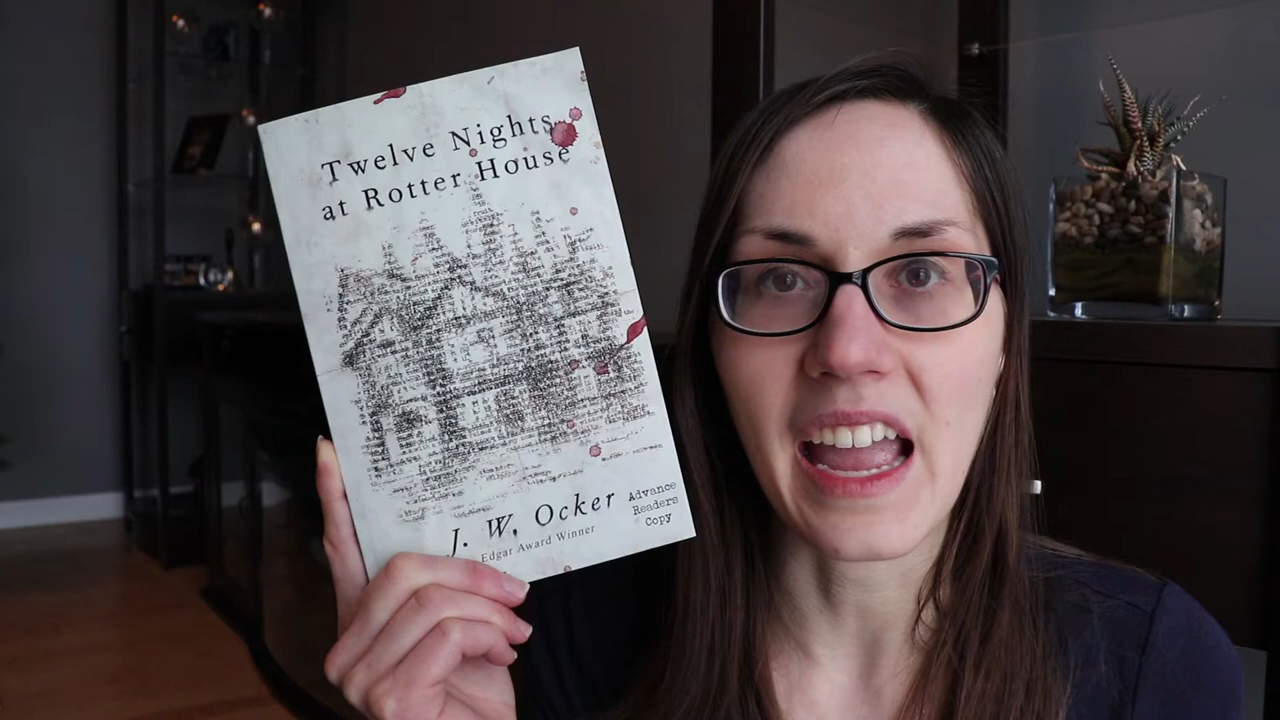 Twelve Nights
at Rotter House
J. W. Ocker
Edgar Award Winner
Advance
Readers
Copy